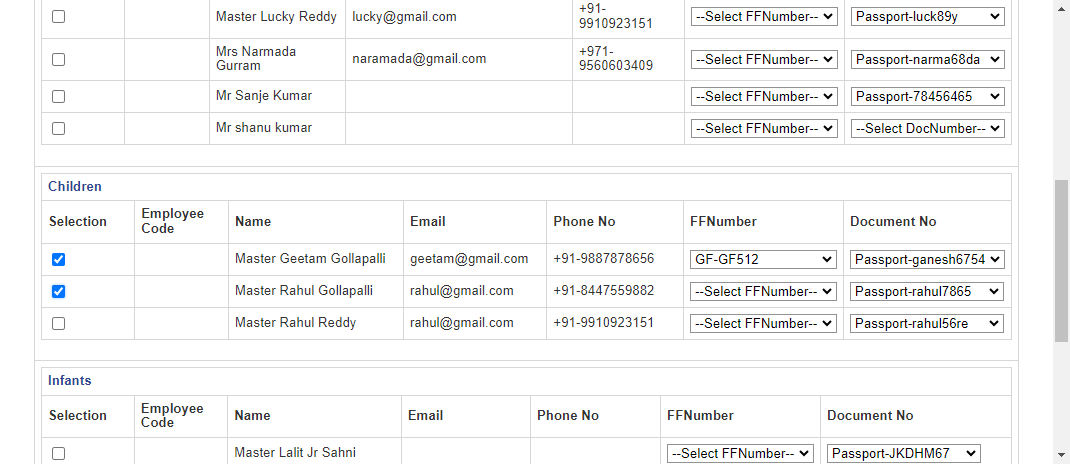 Master Lucky Reddy lucky@gmail.com +91-9910923151 --Select FFNumber-- Passport-luck89y
Mrs Narmada Gurram naramada@gmail.com +971-9560603409 --Select FFNumber-- Passport-narma68da
Mr Sanje Kumar --Select FFNumber-- Passport-78456465
Mr shanu kumar --Select FFNumber-- --Select DocNumber--
Children
Selection Employee Code Name Email Phone No FFNumber Document No
Master Geetam Gollapalli geetam@gmail.com +91-9887878656 GF-GF512 Passport-ganesh6754
Master Rahul Gollapalli rahul@gmail.com +91-8447559882 --Select FFNumber-- Passport-rahul7865
Master Rahul Reddy rahul@gmail.com +91-9910923151 --Select FFNumber-- Passport-rahul56re
Infants
Selection Employee Code Name Email Phone No FFNumber Document No
Master Lalit Jr Sahni --Select FFNumber-- Passport-JKDHM67